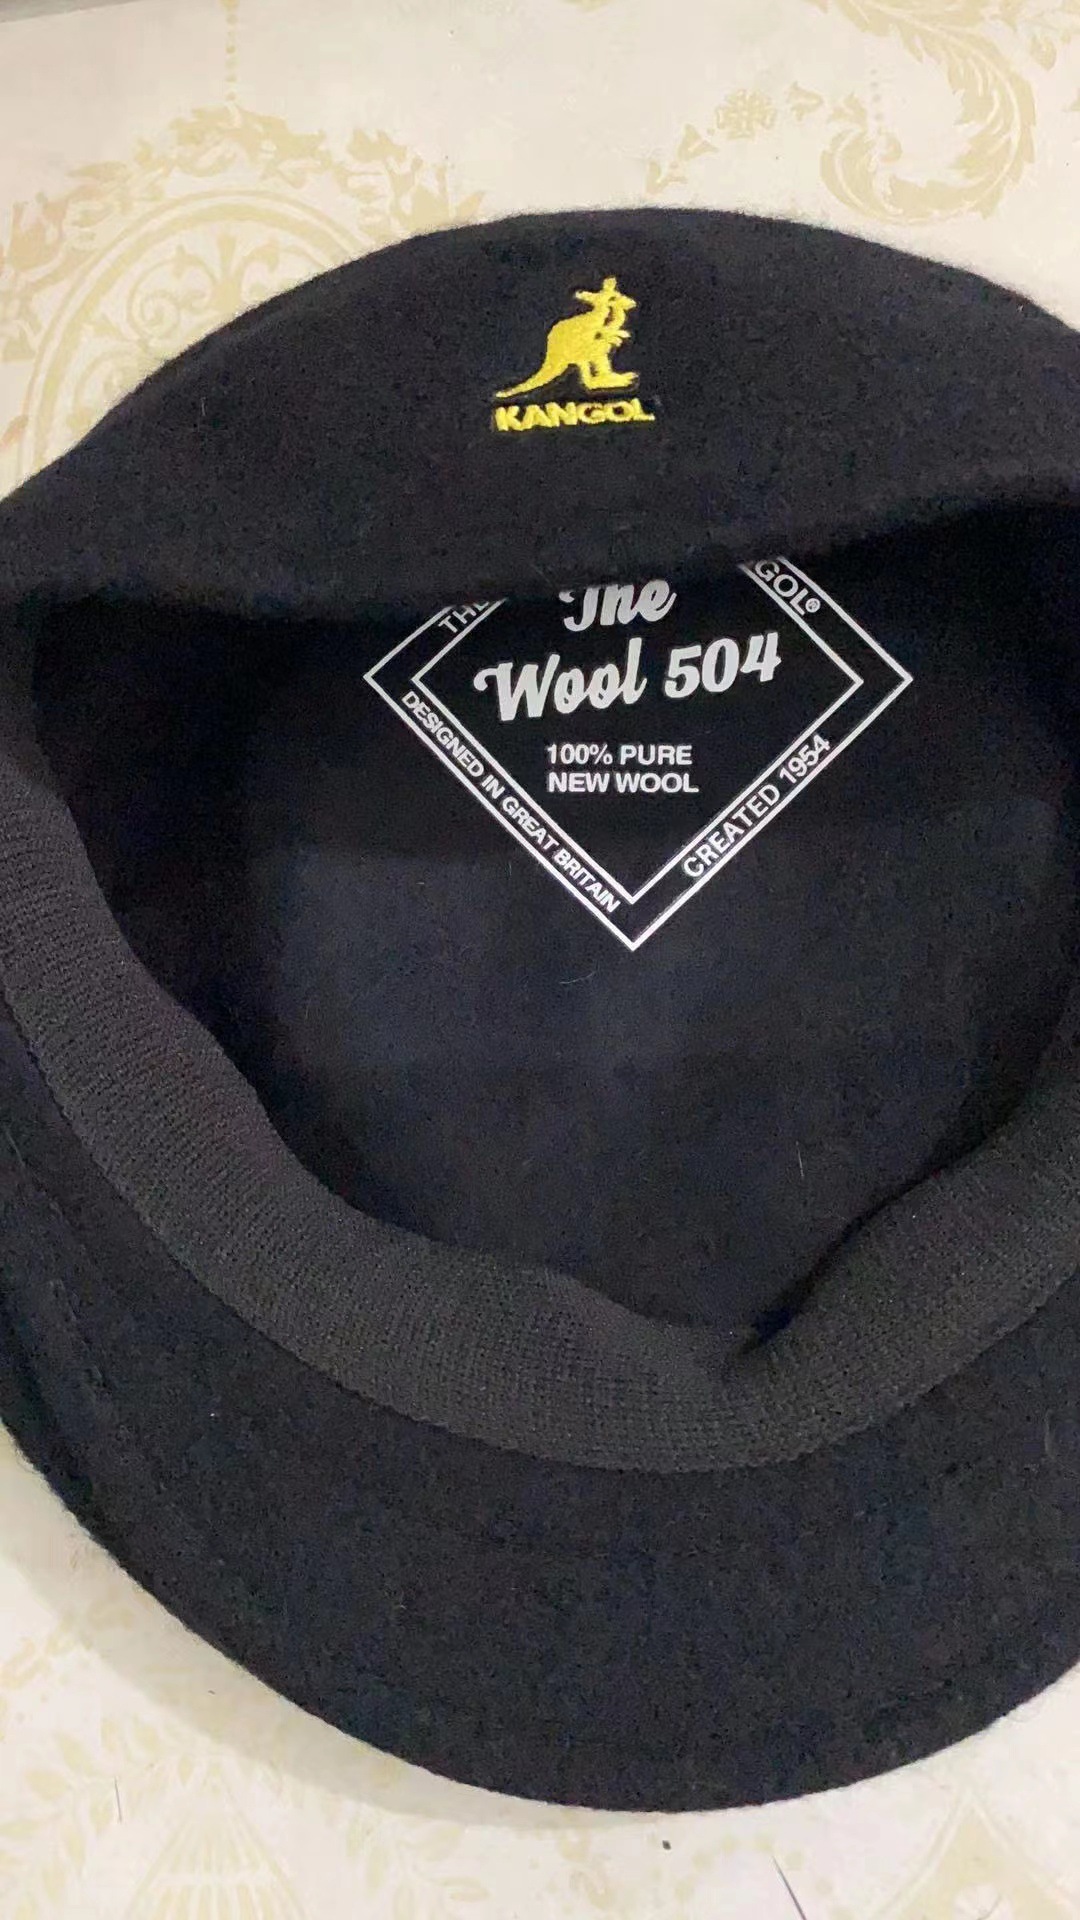 KANGOL
The
Wool 504
100% PURE
NEW WOOL
DESIGNED IN GREAT BRITAIN
CREATED 1954